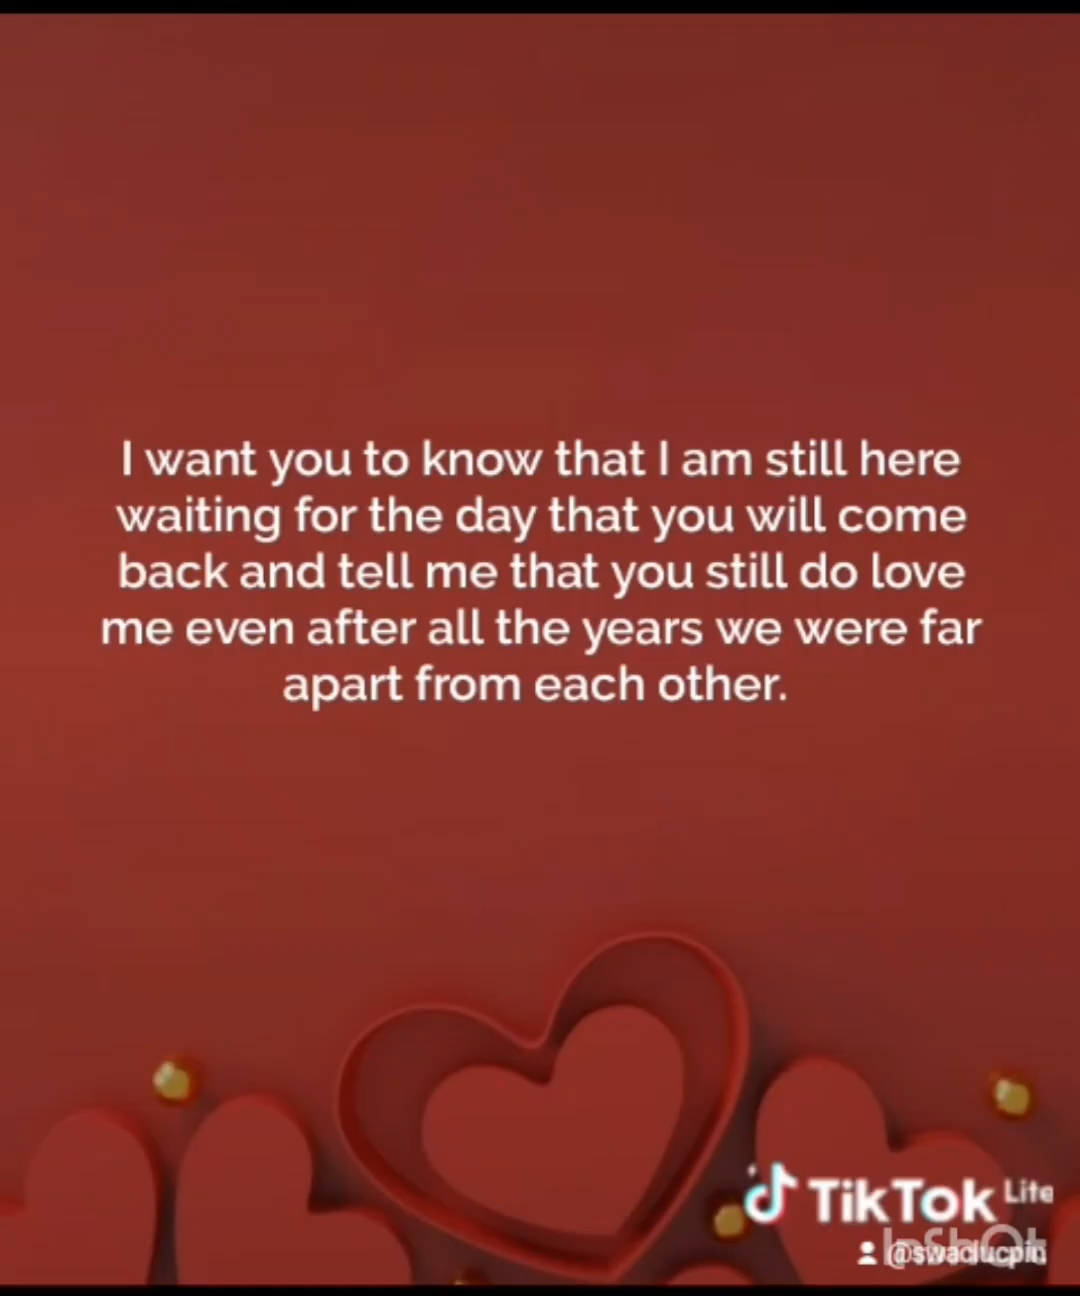 I want you to know that I am still here
waiting for the day that you will come
back and tell me that you still do love
me even after all the years we were far
apart from each other.
TikTok Lite
InShOt